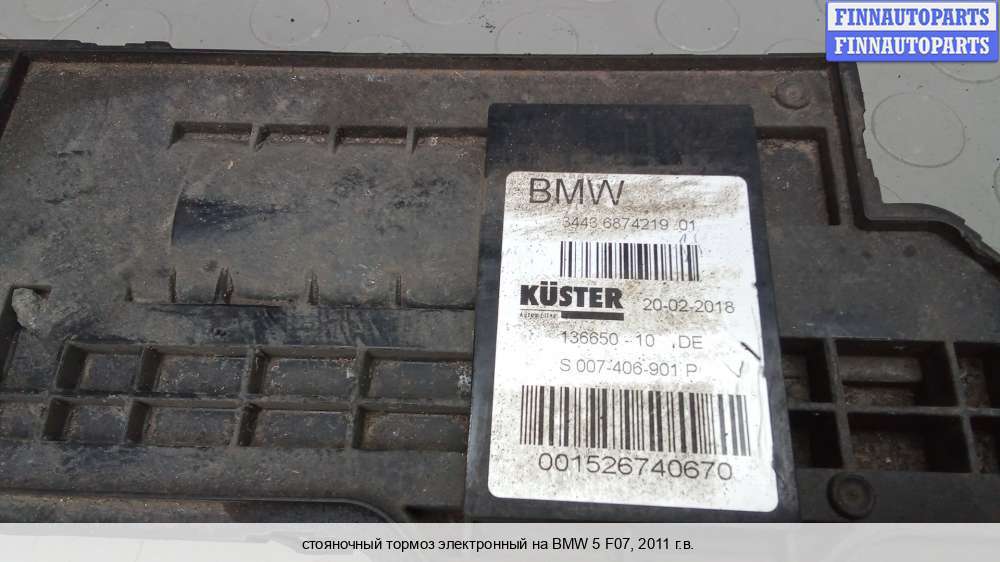 FINNAUTOPARTS
FINNAUTOPARTS
BMW
3443 6874219 01
KÜSTER
20-02-2018
136650 - 10 ,DE
S 007-406-901 P
001526740670
стояночный тормоз электронный на BMW 5 F07, 2011 г.в.